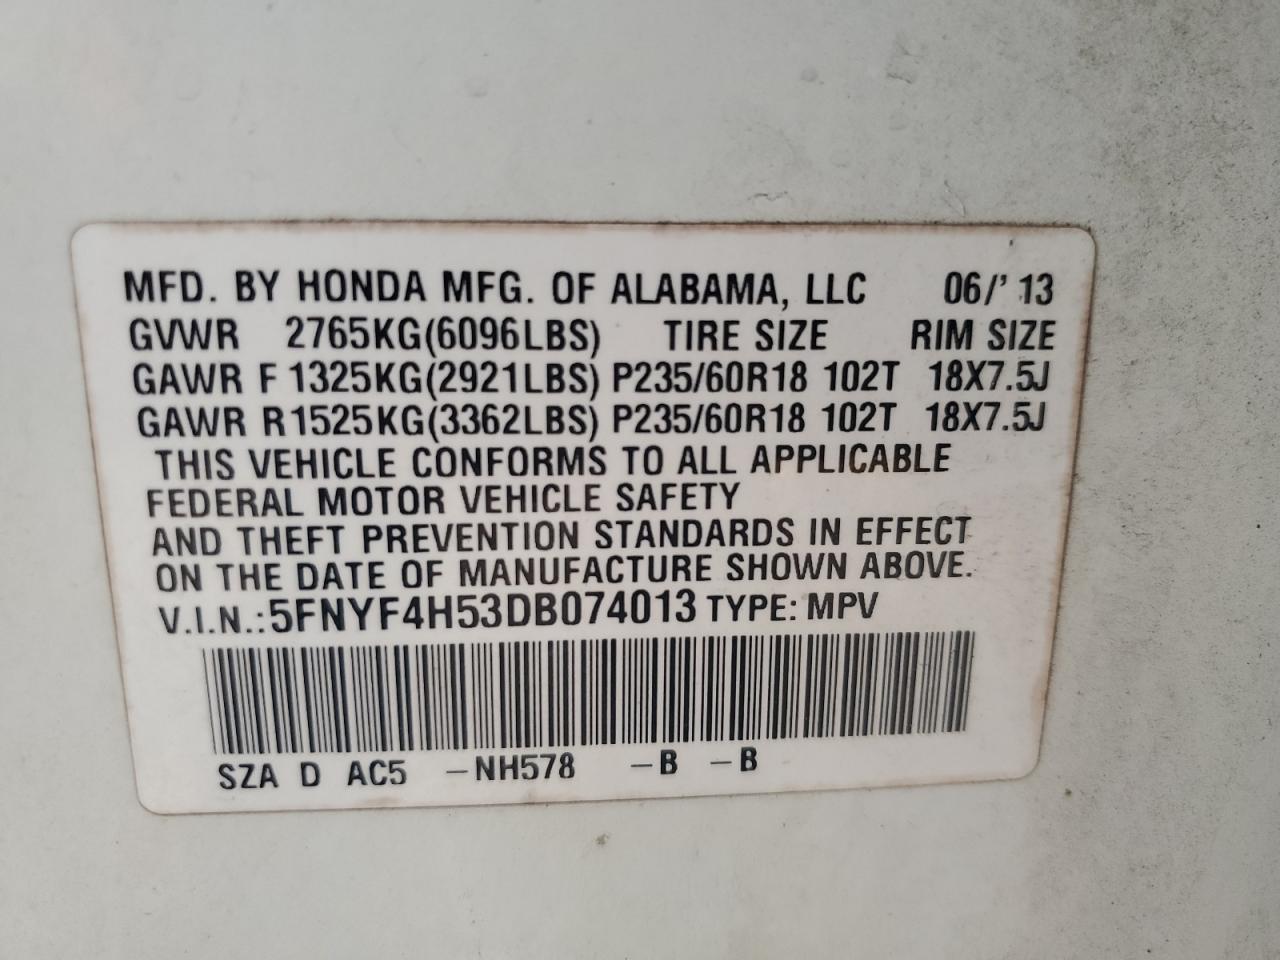 MFD. BY HONDA MFG. OF ALABAMA, LLC 06/' 13
GVWR 2765KG(6096LBS) TIRE SIZE RIM SIZE
GAWR F 1325KG(2921LBS) P235/60R18 102T 18X7.5J
GAWR R1525KG(3362LBS) P235/60R18 102T 18X7.5J
THIS VEHICLE CONFORMS TO ALL APPLICABLE
FEDERAL MOTOR VEHICLE SAFETY
AND THEFT PREVENTION STANDARDS IN EFFECT
ON THE DATE OF MANUFACTURE SHOWN ABOVE.
V.I.N.: 5FNYF4H53DB074013 TYPE: MPV
SZA D AC5 -NH578 -B -B